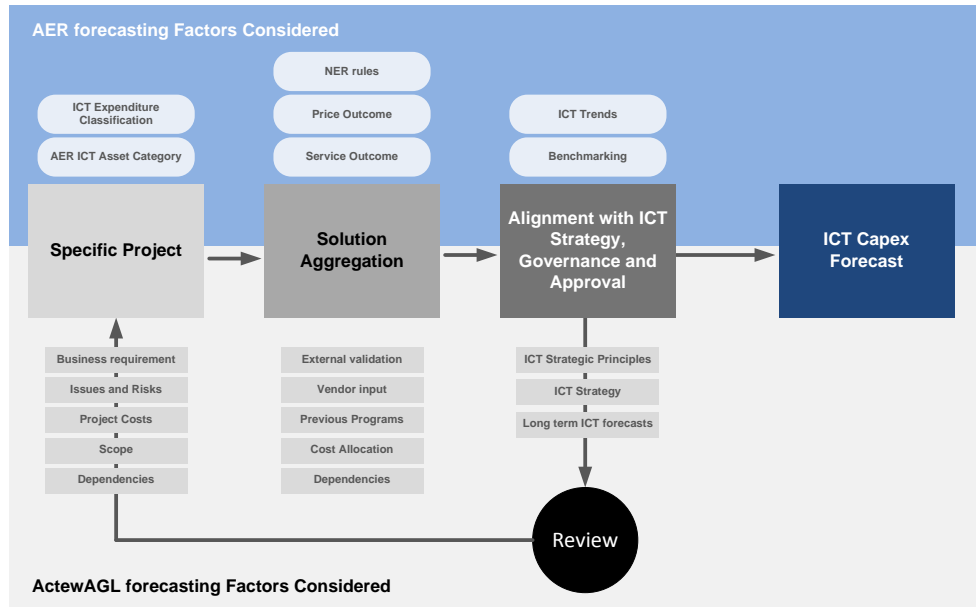 AER forecasting Factors Considered
NER rules
ICT Expenditure
Classification
Price Outcome
ICT Trends
AER ICT Asset Category
Service Outcome
Benchmarking
Specific Project
Solution
Aggregation
Alignment with ICT
Strategy,
Governance and
Approval
ICT Capex
Forecast
Business requirement
Issues and Risks
Project Costs
Scope
Dependencies
External validation
Vendor input
Previous Programs
Cost Allocation
Dependencies
ICT Strategic Principles
ICT Strategy
Long term ICT forecasts
Review
ActewAGL forecasting Factors Considered